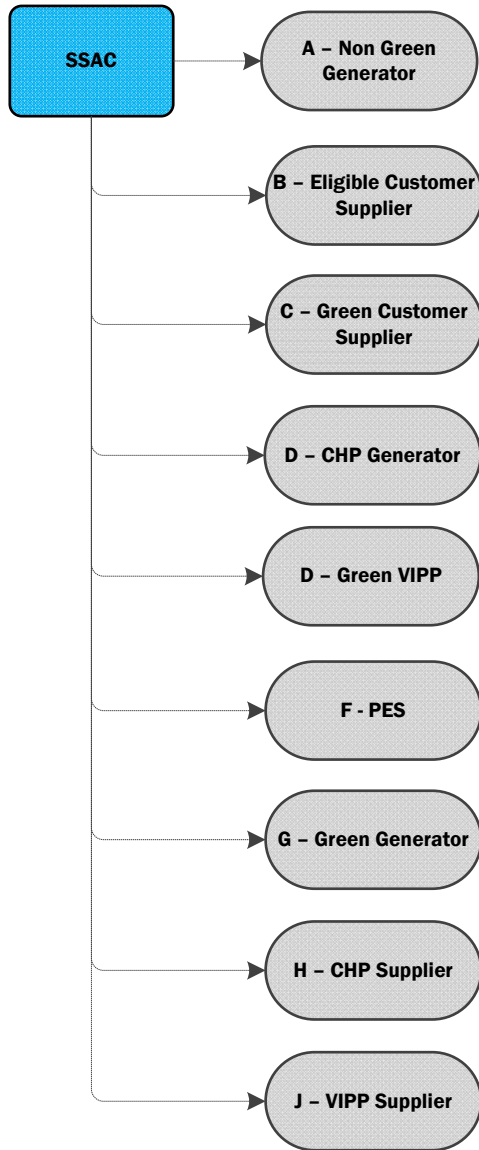 SSAC
A – Non Green
Generator
B – Eligible Customer
Supplier
C – Green Customer
Supplier
D – CHP Generator
D – Green VIPP
F - PES
G – Green Generator
H – CHP Supplier
J – VIPP Supplier